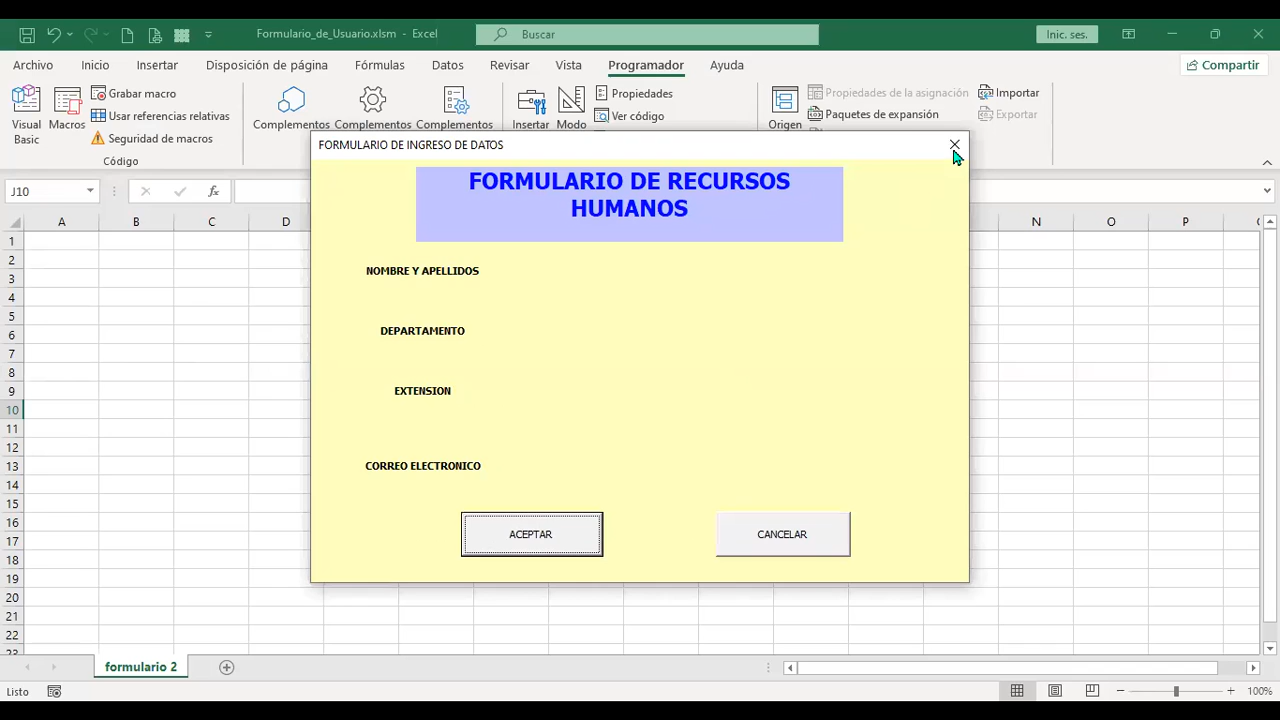 Formulario_de_Usuario.xlsm - Excel
Buscar
Inic. ses.
Archivo Inicio Insertar Disposición de página Fórmulas Datos Revisar Vista Programador Ayuda
Compartir
Visual Basic
Macros
Grabar macro
Usar referencias relativas
Seguridad de macros
Código
Complementos
Complementos
Complementos
Insertar
Modo
Propiedades
Ver código
Origen
Propiedades de la asignación
Paquetes de expansión
Importar
Exportar
FORMULARIO DE INGRESO DE DATOS
J10
fx
A B C D N O P
FORMULARIO DE RECURSOS
HUMANOS
NOMBRE Y APELLIDOS
DEPARTAMENTO
EXTENSION
CORREO ELECTRONICO
ACEPTAR
CANCELAR
1
2
3
4
5
6
7
8
9
10
11
12
13
14
15
16
17
18
19
20
21
22
formulario 2
Listo
100%